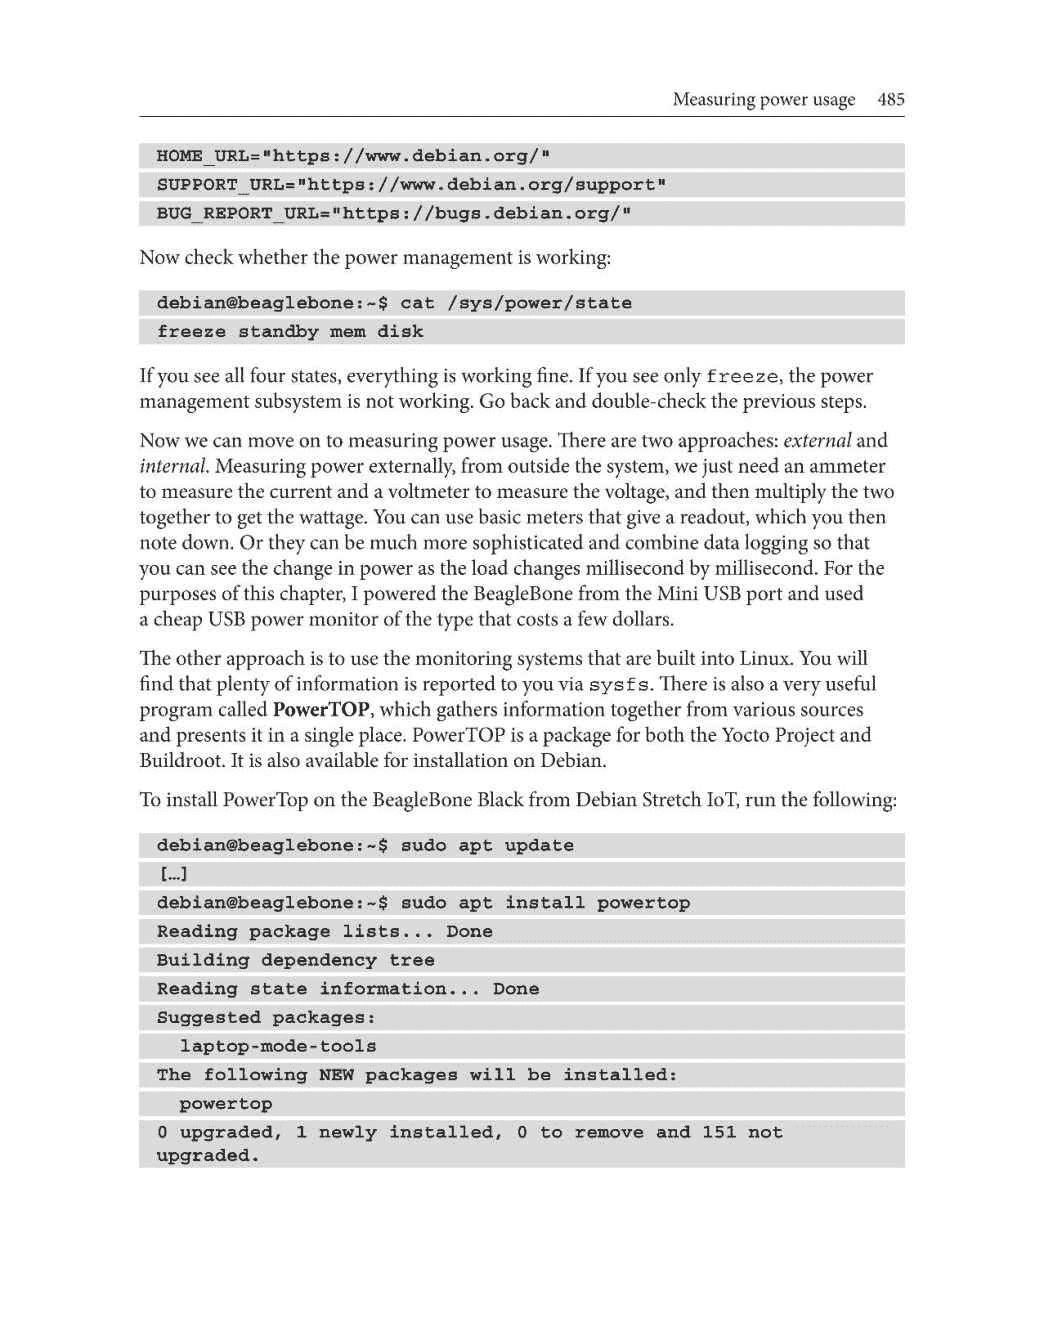 Measuring power usage 485
HOME_URL="https://www.debian.org/"
SUPPORT_URL="https://www.debian.org/support"
BUG_REPORT_URL="https://bugs.debian.org/"
Now check whether the power management is working:
debian@beaglebone:~$ cat /sys/power/state
freeze standby mem disk
If you see all four states, everything is working fine. If you see only freeze, the power
management subsystem is not working. Go back and double-check the previous steps.
Now we can move on to measuring power usage. There are two approaches: external and
internal. Measuring power externally, from outside the system, we just need an ammeter
to measure the current and a voltmeter to measure the voltage, and then multiply the two
together to get the wattage. You can use basic meters that give a readout, which you then
note down. Or they can be much more sophisticated and combine data logging so that
you can see the change in power as the load changes millisecond by millisecond. For the
purposes of this chapter, I powered the BeagleBone from the Mini USB port and used
a cheap USB power monitor of the type that costs a few dollars.
The other approach is to use the monitoring systems that are built into Linux. You will
find that plenty of information is reported to you via sysfs. There is also a very useful
program called PowerTOP, which gathers information together from various sources
and presents it in a single place. PowerTOP is a package for both the Yocto Project and
Buildroot. It is also available for installation on Debian.
To install PowerTop on the BeagleBone Black from Debian Stretch IoT, run the following:
debian@beaglebone:~$ sudo apt update
[…]
debian@beaglebone:~$ sudo apt install powertop
Reading package lists... Done
Building dependency tree
Reading state information... Done
Suggested packages:
laptop-mode-tools
The following NEW packages will be installed:
powertop
0 upgraded, 1 newly installed, 0 to remove and 151 not
upgraded.